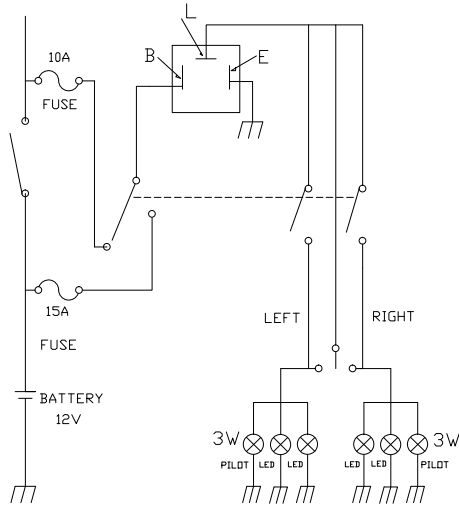 L
10A
B
E
FUSE
15A
LEFT
RIGHT
FUSE
BATTERY
12V
3W
3W
PILOT
LED
LED
LED
LED
PILOT